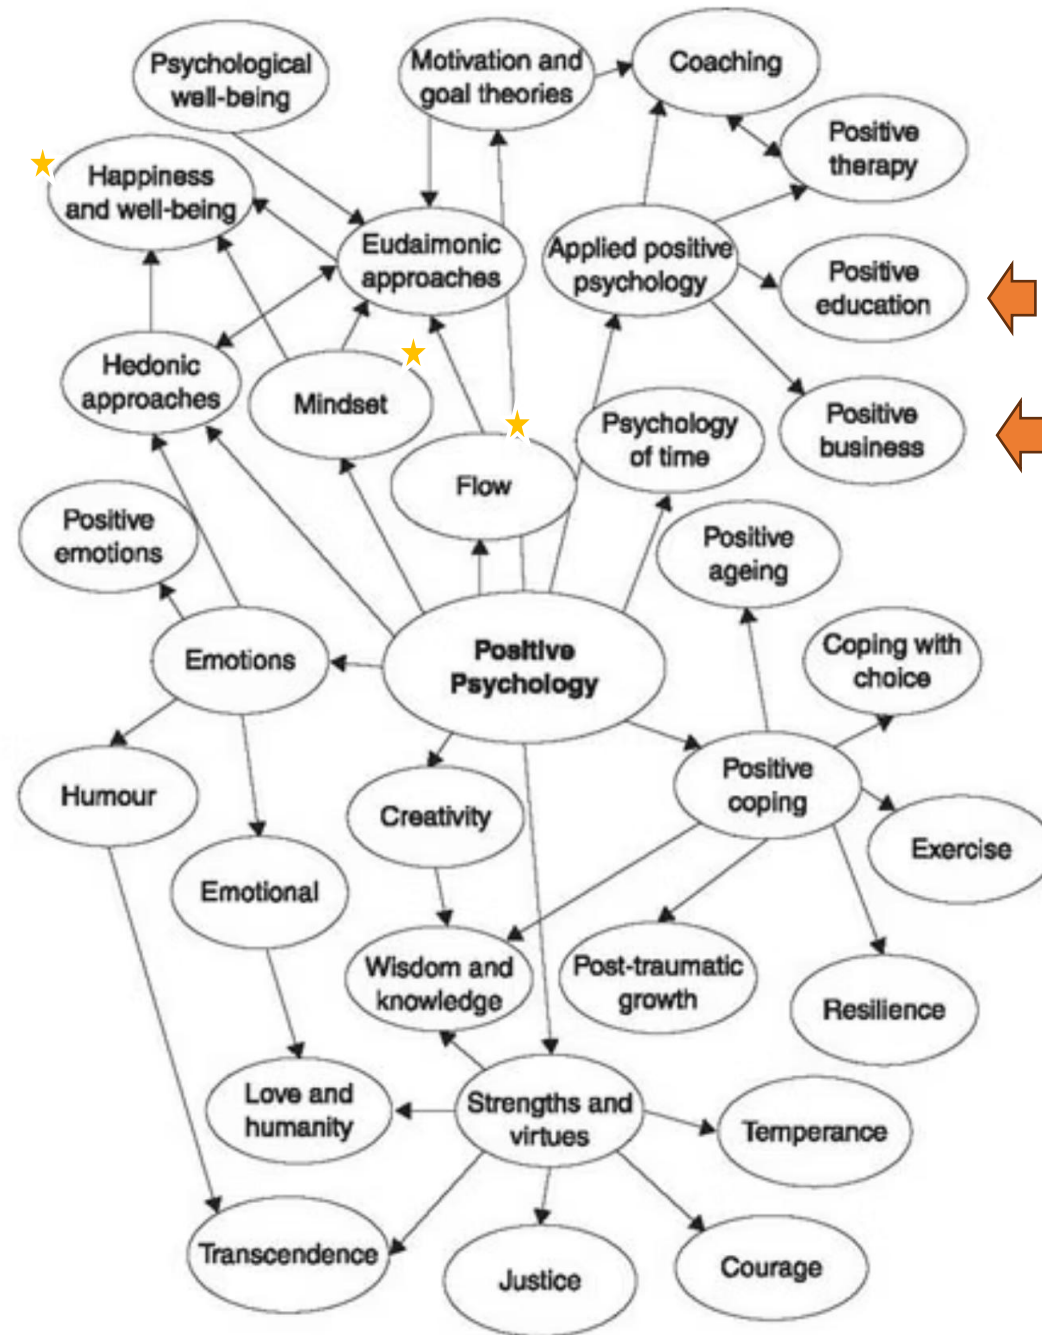 Psychological
well-being
Motivation and
goal theories
Coaching
Positive
therapy
Happiness
and well-being
Eudaimonic
approaches
Applied positive
psychology
Positive
education
Hedonic
approaches
Mindset
Flow
Psychology
of time
Positive
business
Positive
emotions
Positive
ageing
Emotions
Positive
Psychology
Coping with
choice
Humour
Creativity
Positive
coping
Exercise
Emotional
Wisdom and
knowledge
Post-traumatic
growth
Resilience
Love and
humanity
Strengths and
virtues
Temperance
Transcendence
Justice
Courage